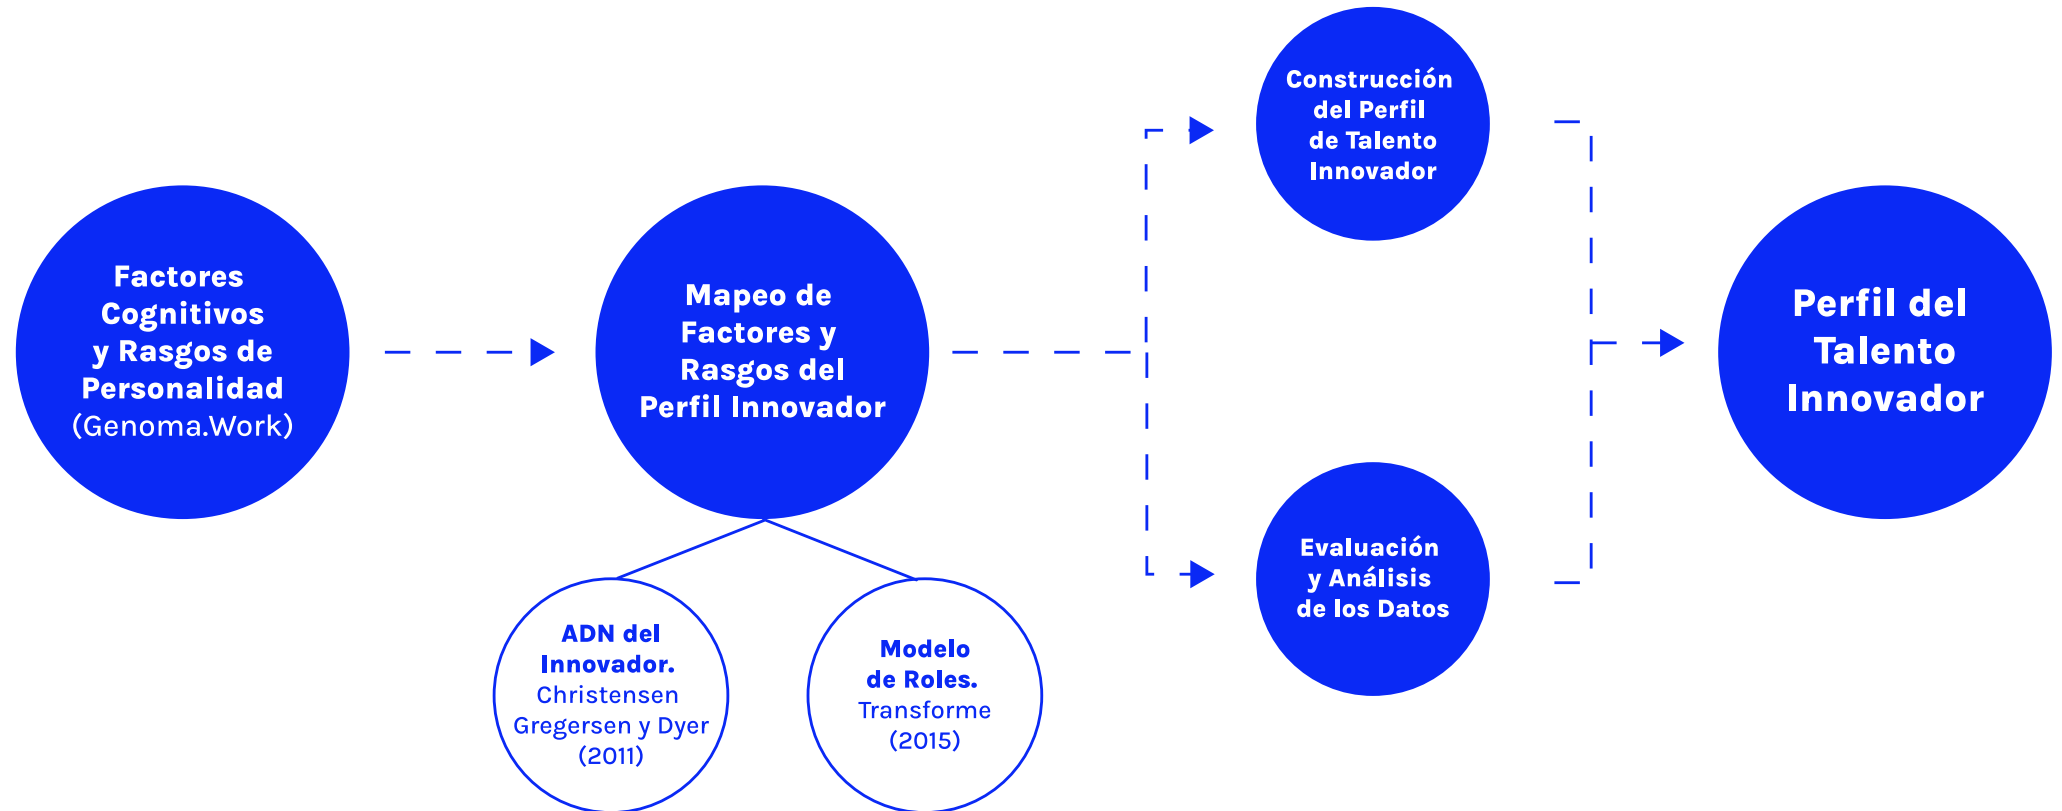 Factores
Cognitivos
y Rasgos de
Personalidad
(Genoma.Work)
Mapeo de
Factores y
Rasgos del
Perfil Innovador
ADN del
Innovador.
Christensen
Gregersen y Dyer
(2011)
Modelo
de Roles.
Transforme
(2015)
Construcción
del Perfil
de Talento
Innovador
Evaluación
y Análisis
de los Datos
Perfil del
Talento
Innovador